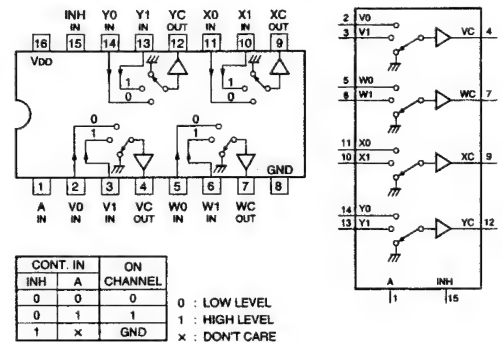 INH Y0 Y1 YC X0 X1 XC
IN IN IN OUT IN IN OUT
16 15 14 13 12 11 10 9
VDD
1
0
1
0
0
1
0
1
GND
1 2 3 4 5 6 7 8
A V0 V1 VC W0 W1 WC
IN IN IN OUT IN IN OUT
2 V0
3 V1
VC 4
5 W0
6 W1
WC 7
11 X0
10 X1
XC 9
14 Y0
13 Y1
YC 12
A INH
1 15
CONT. IN ON CHANNEL
INH A
0 0 0
0 1 1
1 × GND
0 : LOW LEVEL
1 : HIGH LEVEL
× : DON'T CARE